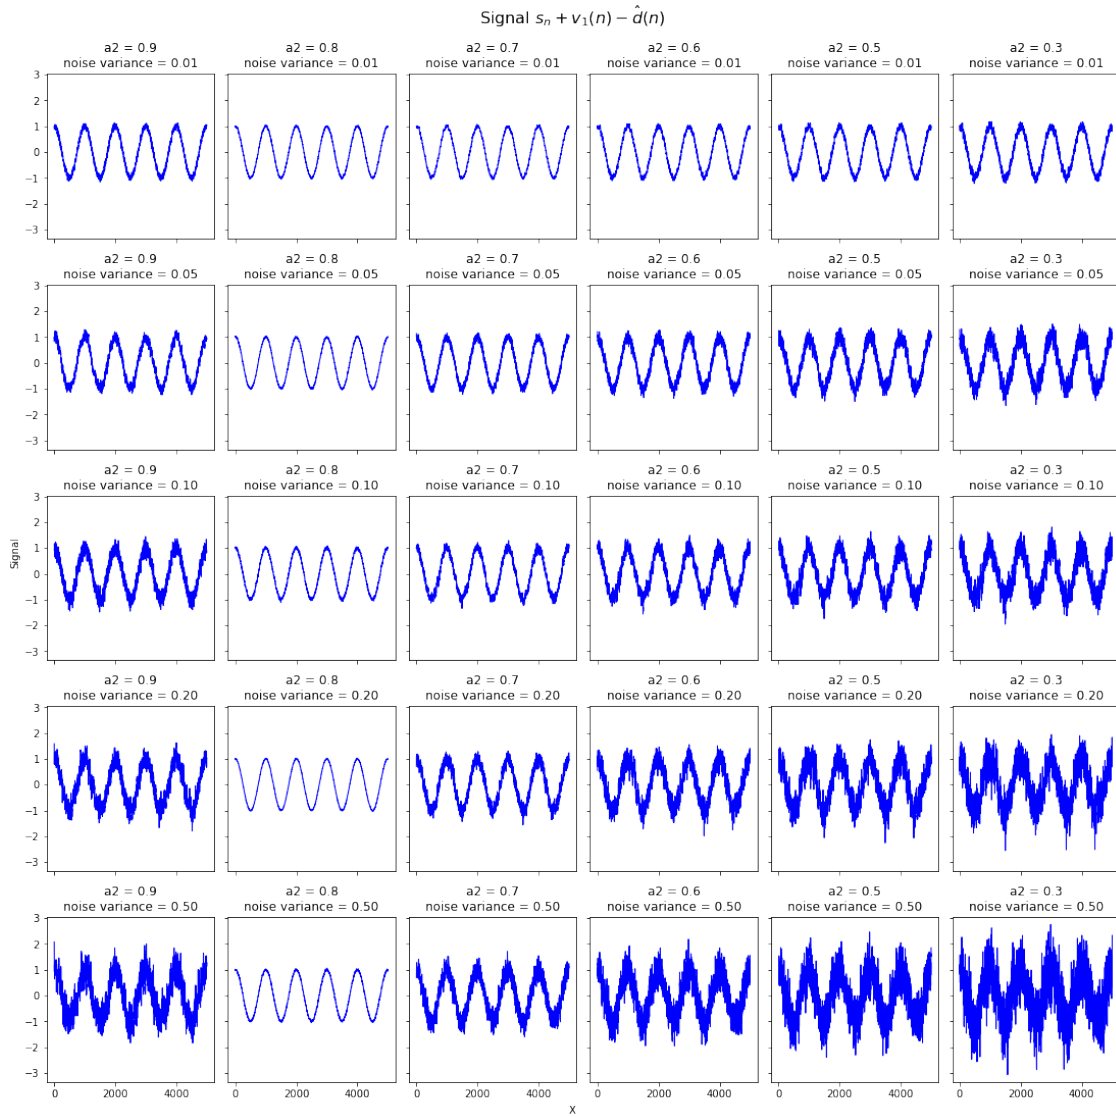 Signal $s_n + v_1(n) - \hat{d}(n)$
a2 = 0.9
noise variance = 0.01
a2 = 0.8
noise variance = 0.01
a2 = 0.7
noise variance = 0.01
a2 = 0.6
noise variance = 0.01
a2 = 0.5
noise variance = 0.01
a2 = 0.3
noise variance = 0.01
3
2
1
0
−1
−2
−3
a2 = 0.9
noise variance = 0.05
a2 = 0.8
noise variance = 0.05
a2 = 0.7
noise variance = 0.05
a2 = 0.6
noise variance = 0.05
a2 = 0.5
noise variance = 0.05
a2 = 0.3
noise variance = 0.05
3
2
1
0
−1
−2
−3
a2 = 0.9
noise variance = 0.10
a2 = 0.8
noise variance = 0.10
a2 = 0.7
noise variance = 0.10
a2 = 0.6
noise variance = 0.10
a2 = 0.5
noise variance = 0.10
a2 = 0.3
noise variance = 0.10
Signal
3
2
1
0
−1
−2
−3
a2 = 0.9
noise variance = 0.20
a2 = 0.8
noise variance = 0.20
a2 = 0.7
noise variance = 0.20
a2 = 0.6
noise variance = 0.20
a2 = 0.5
noise variance = 0.20
a2 = 0.3
noise variance = 0.20
3
2
1
0
−1
−2
−3
a2 = 0.9
noise variance = 0.50
a2 = 0.8
noise variance = 0.50
a2 = 0.7
noise variance = 0.50
a2 = 0.6
noise variance = 0.50
a2 = 0.5
noise variance = 0.50
a2 = 0.3
noise variance = 0.50
3
2
1
0
−1
−2
−3
0 2000 4000
0 2000 4000
0 2000 4000
0 2000 4000
0 2000 4000
0 2000 4000
X